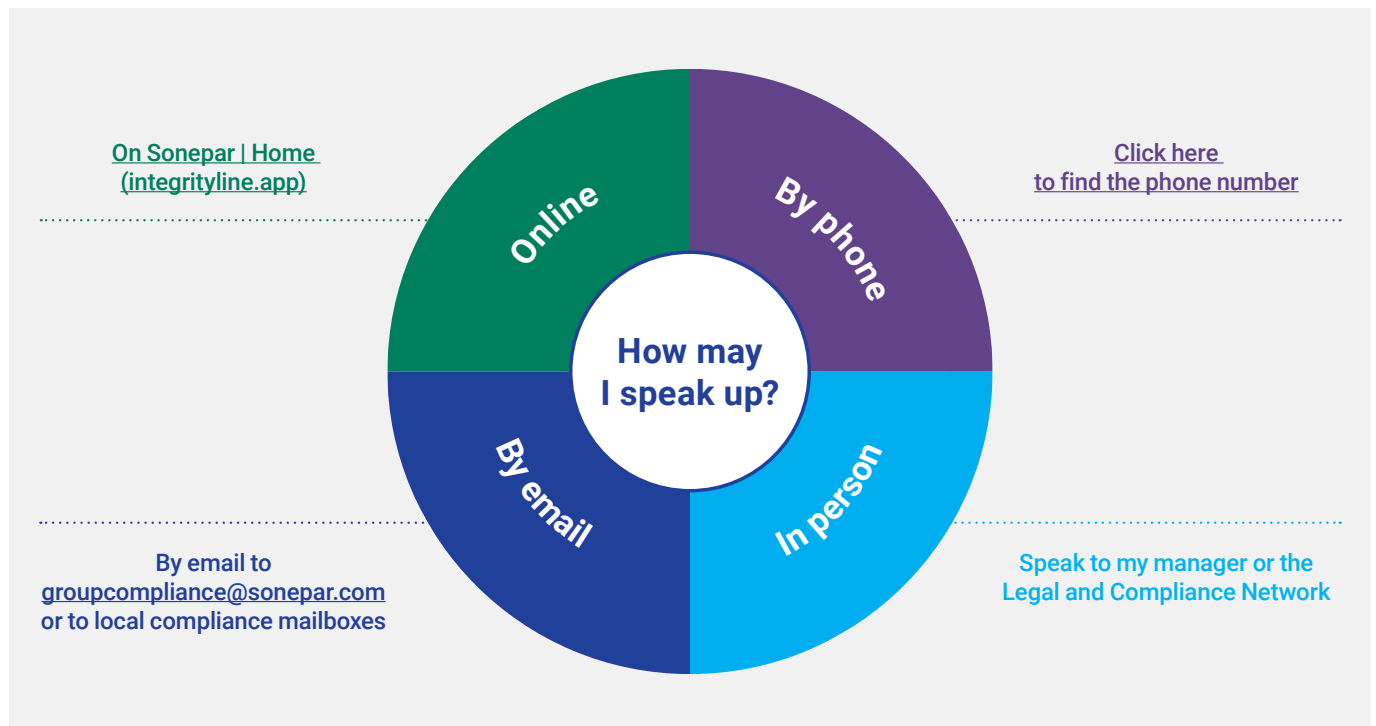 On Sonepar | Home
(integrityline.app)
Online
By phone
Click here
to find the phone number
How may
I speak up?
By email
In person
By email to
groupcompliance@sonepar.com
or to local compliance mailboxes
Speak to my manager or the
Legal and Compliance Network